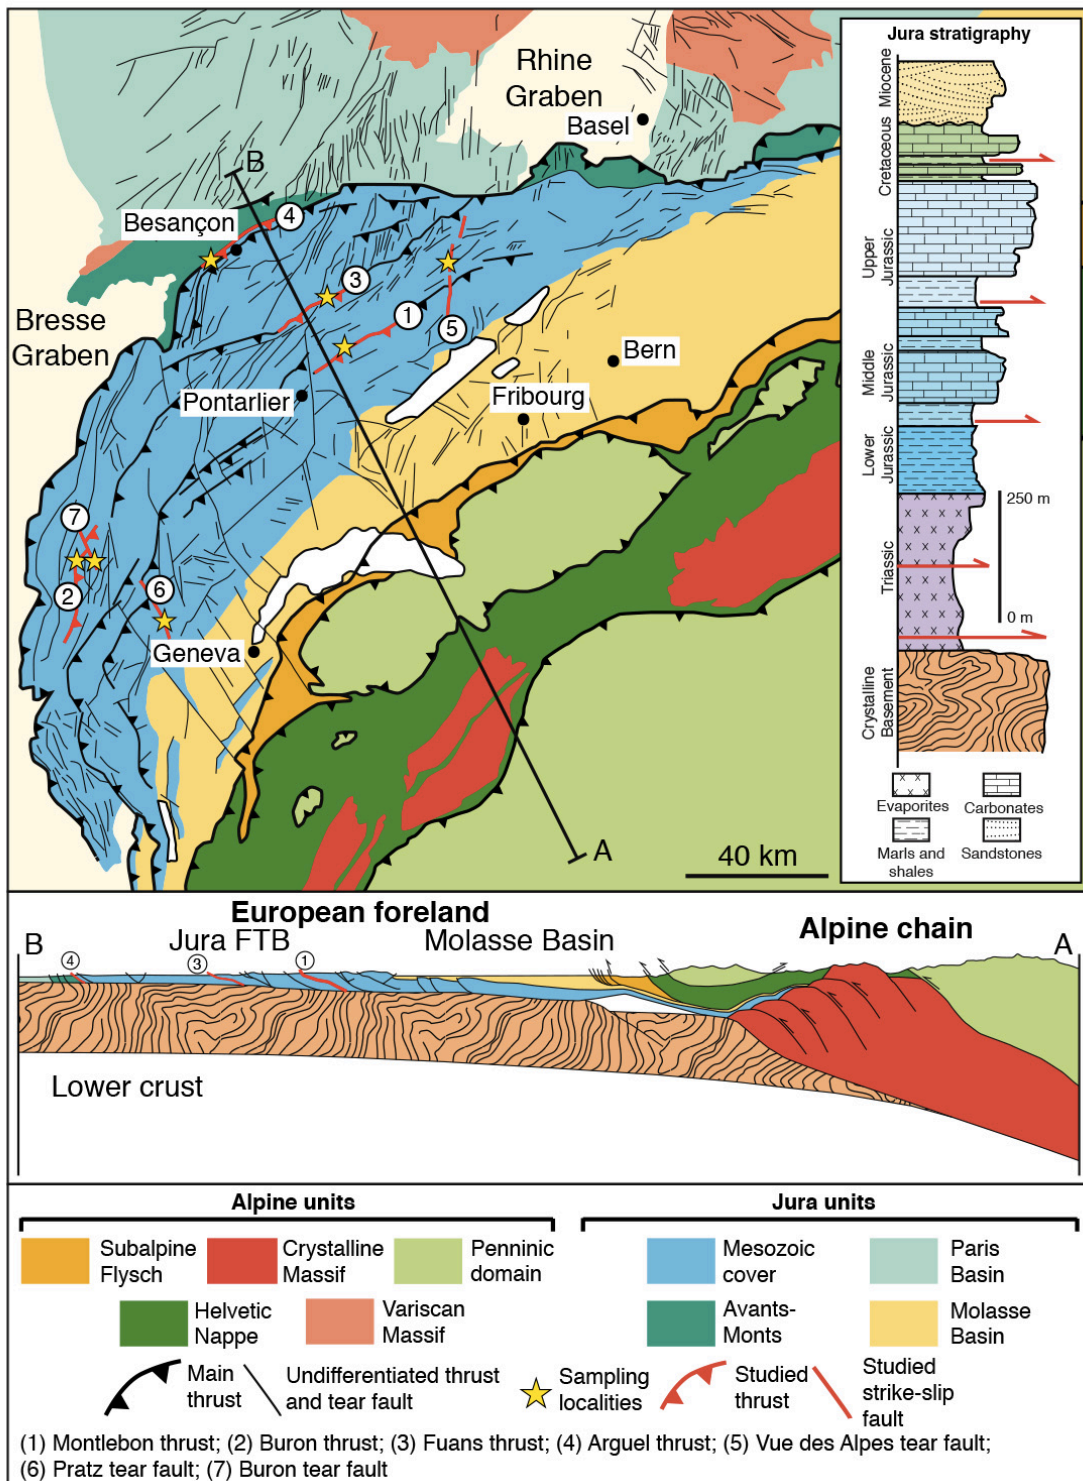 Rhine
Graben
Basel
B
Besançon
4
3
1
5
Bresse
Graben
Pontarlier
Bern
Fribourg
7
2
6
Geneva
A
40 km
Jura stratigraphy
Miocene
Cretaceous
Upper
Jurassic
Middle
Jurassic
Lower
Jurassic
Triassic
Crystalline
Basement
250 m
0 m
Evaporites
Carbonates
Marls and
shales
Sandstones
European foreland
Alpine chain
B
Jura FTB
Molasse Basin
A
4
3
1
Lower crust
Alpine units
Jura units
Subalpine
Flysch
Crystalline
Massif
Penninic
domain
Mesozoic
cover
Paris
Basin
Helvetic
Nappe
Variscan
Massif
Avants-
Monts
Molasse
Basin
Main
thrust
Undifferentiated thrust
and tear fault
Sampling
localities
Studied
thrust
Studied
strike-slip
fault
(1) Montlebon thrust; (2) Buron thrust; (3) Fuans thrust; (4) Arguel thrust; (5) Vue des Alpes tear fault;
(6) Pratz tear fault; (7) Buron tear fault